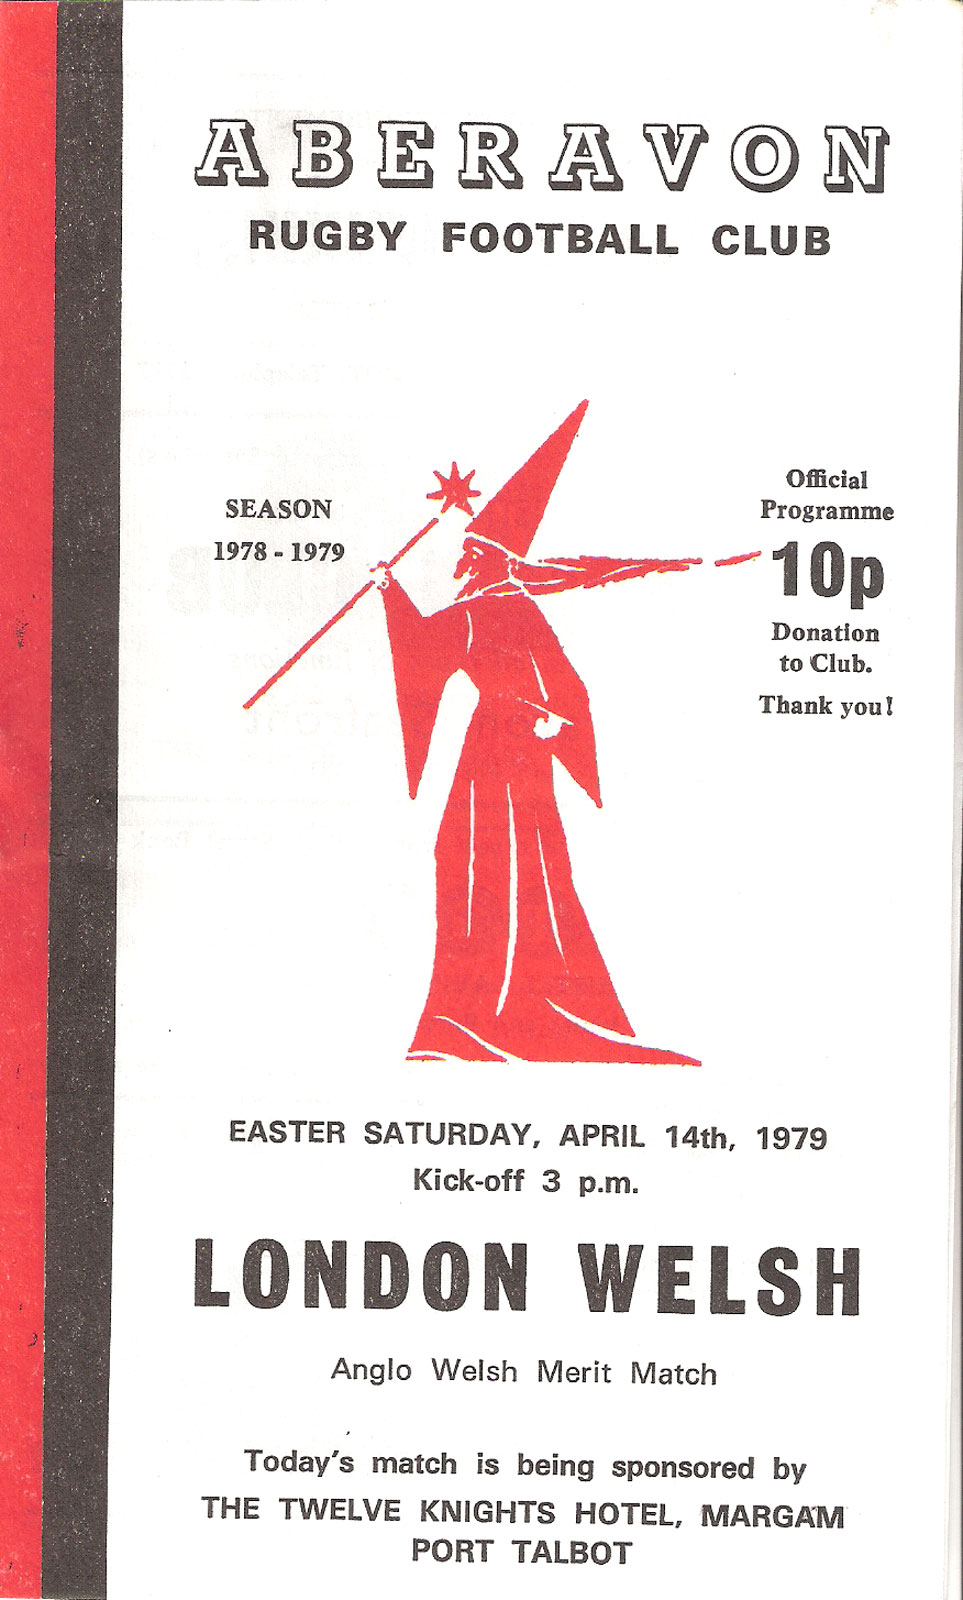 ABERAVON
RUGBY FOOTBALL CLUB
SEASON
1978 - 1979
Official
Programme
10p
Donation
to Club.
Thank you!
EASTER SATURDAY, APRIL 14th, 1979
Kick-off 3 p.m.
LONDON WELSH
Anglo Welsh Merit Match
Today's match is being sponsored by
THE TWELVE KNIGHTS HOTEL, MARGAM
PORT TALBOT